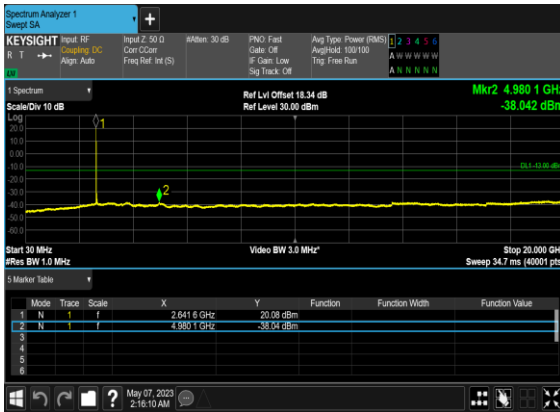 Spectrum Analyzer 1
Swept SA
KEYSIGHT Input: RF Input Z: 50 Ω #Atten: 30 dB PNO: Fast Avg Type: Power (RMS) 1 2 3 4 5 6
R T Coupling: DC Corr CCorr Gate: Off Avg|Hold: 100/100 A W W W W W
Align: Auto Freq Ref: Int (S) IF Gain: Low Trig: Free Run
LXI Sig Track: Off A N N N N N
1 Spectrum Ref Lvl Offset 18.34 dB Mkr2 4.980 1 GHz
Scale/Div 10 dB Ref Level 30.00 dBm -38.042 dBm
Log
20.0
10.0
0.00
-10.0
-20.0
-30.0
-40.0
-50.0
-60.0
1
2
DL1 -13.00 dBm
Start 30 MHz Video BW 3.0 MHz* Stop 20.000 GHz
#Res BW 1.0 MHz Sweep 34.7 ms (40001 pts)
5 Marker Table
Mode Trace Scale X Y Function Function Width Function Value
1 N 1 f 2.641 6 GHz 20.08 dBm
2 N 1 f 4.980 1 GHz -38.04 dBm
3
4
5
6
? May 07, 2023
2:16:10 AM